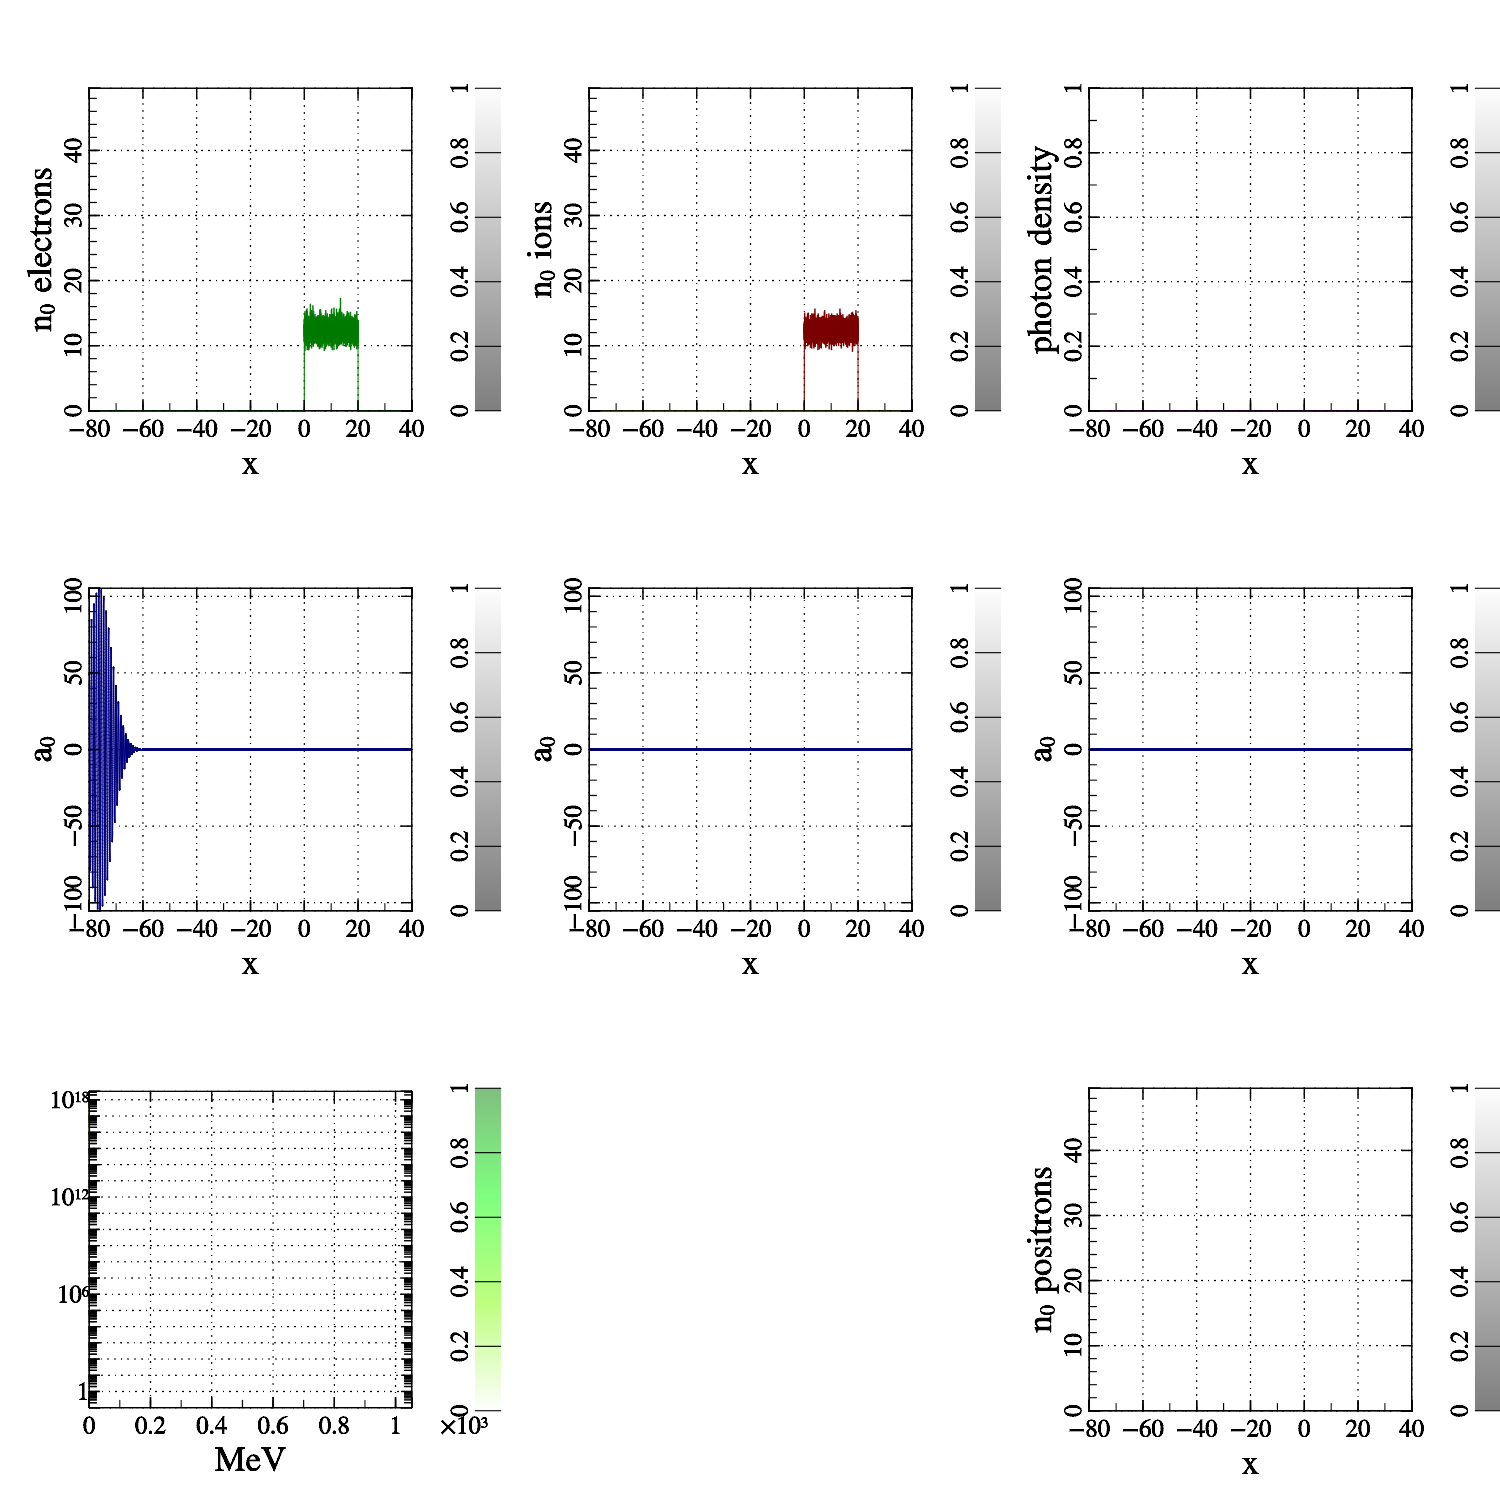 n₀ electrons
0 10 20 30 40
−80 −60 −40 −20 0 20 40
x
0 0.2 0.4 0.6 0.8 1
n₀ ions
0 10 20 30 40
−80 −60 −40 −20 0 20 40
x
0 0.2 0.4 0.6 0.8 1
photon density
0 0.2 0.4 0.6 0.8 1
−80 −60 −40 −20 0 20 40
x
0 0.2 0.4 0.6 0.8 1
a₀
−100 −50 0 50 100
−80 −60 −40 −20 0 20 40
x
0 0.2 0.4 0.6 0.8 1
a₀
−100 −50 0 50 100
−80 −60 −40 −20 0 20 40
x
0 0.2 0.4 0.6 0.8 1
a₀
−100 −50 0 50 100
−80 −60 −40 −20 0 20 40
x
0 0.2 0.4 0.6 0.8 1
10¹⁸
10¹²
10⁶
1
0 0.2 0.4 0.6 0.8 1
×10³
MeV
0 0.2 0.4 0.6 0.8 1
n₀ positrons
0 10 20 30 40
−80 −60 −40 −20 0 20 40
x
0 0.2 0.4 0.6 0.8 1